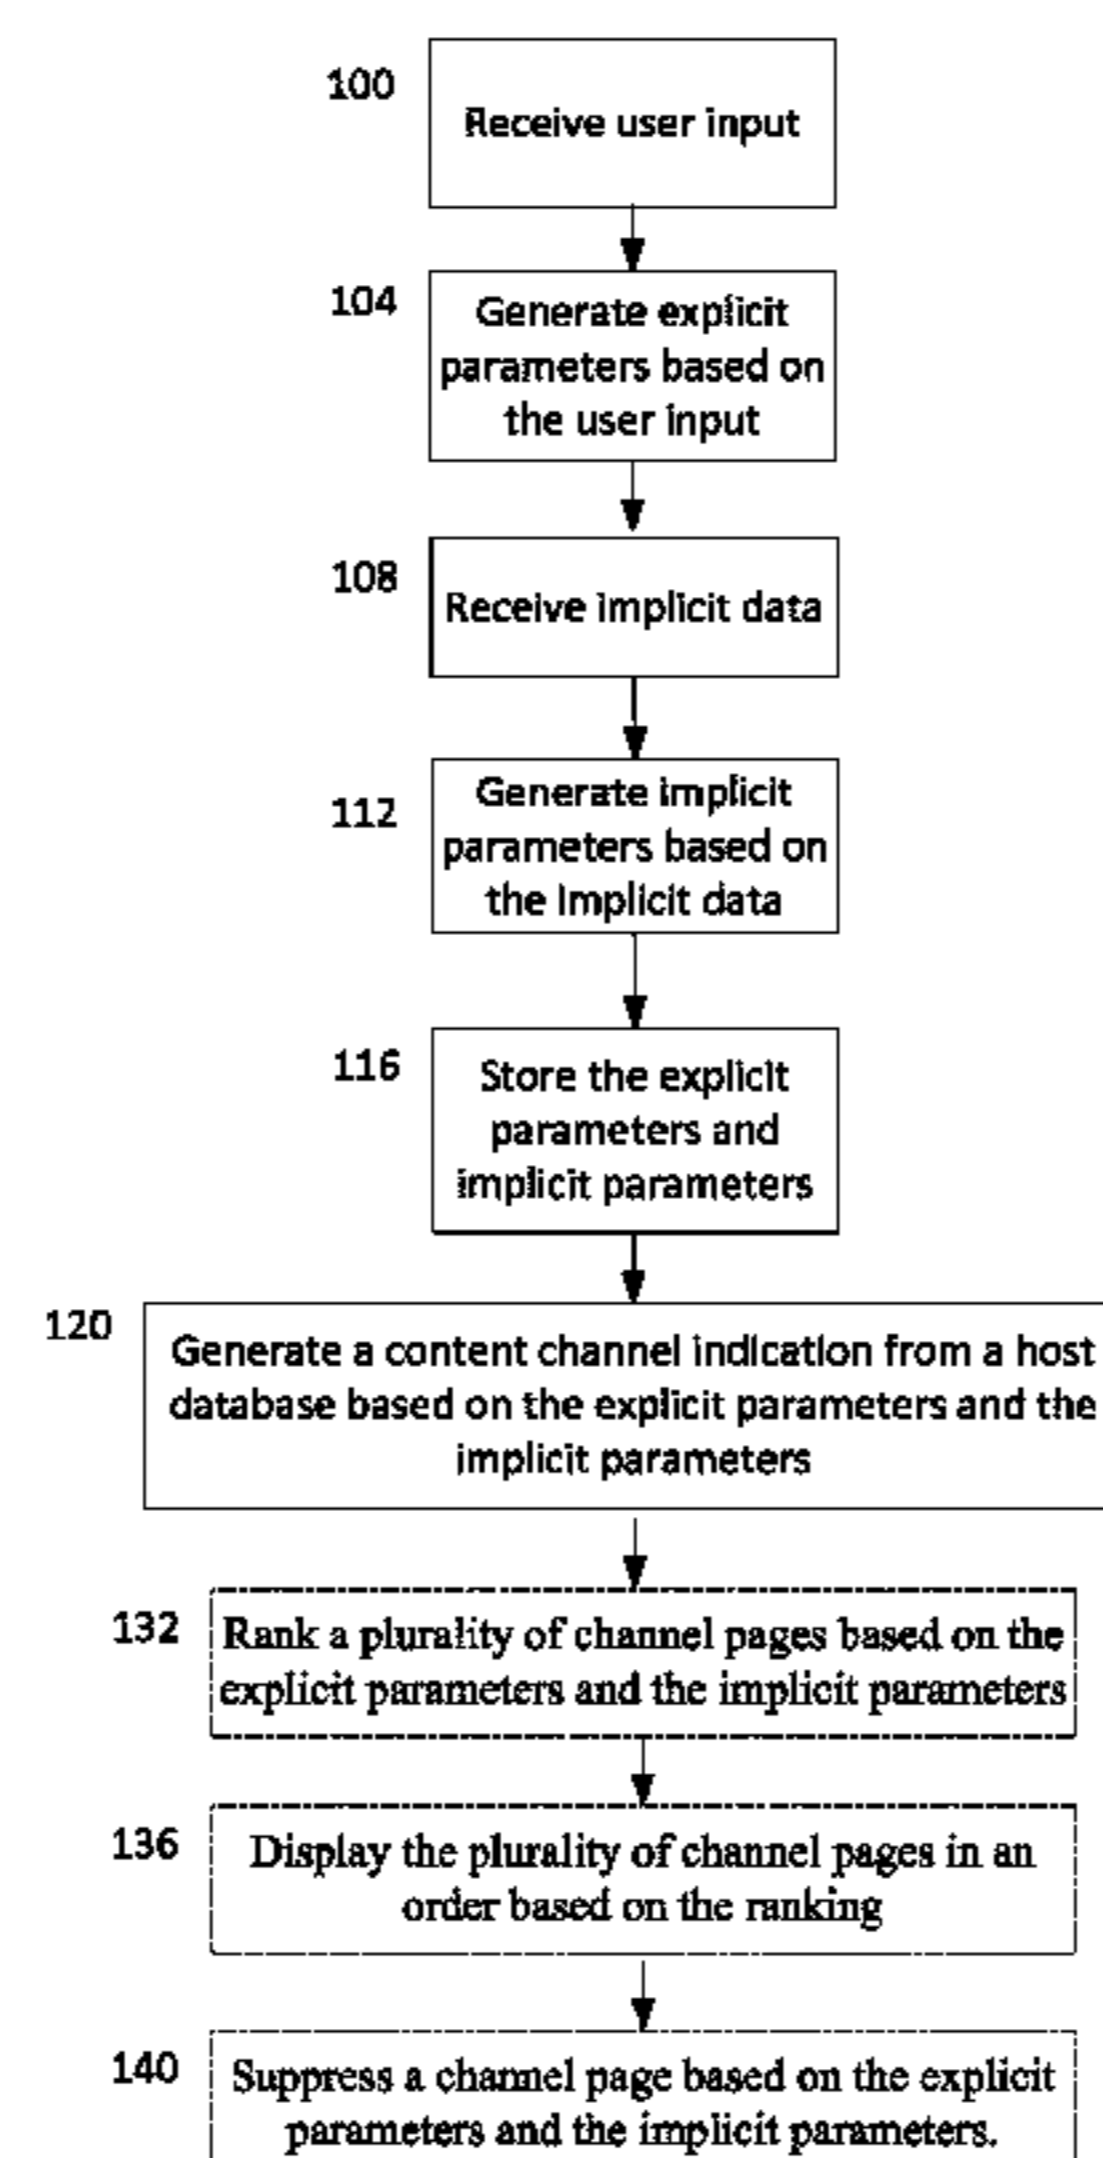 100
Receive user input
104
Generate explicit
parameters based on
the user input
108
Receive implicit data
112
Generate implicit
parameters based on
the implicit data
116
Store the explicit
parameters and
implicit parameters
120
Generate a content channel indication from a host
database based on the explicit parameters and the
implicit parameters
132
Rank a plurality of channel pages based on the
explicit parameters and the implicit parameters
136
Display the plurality of channel pages in an
order based on the ranking
140
Suppress a channel page based on the explicit
parameters and the implicit parameters.